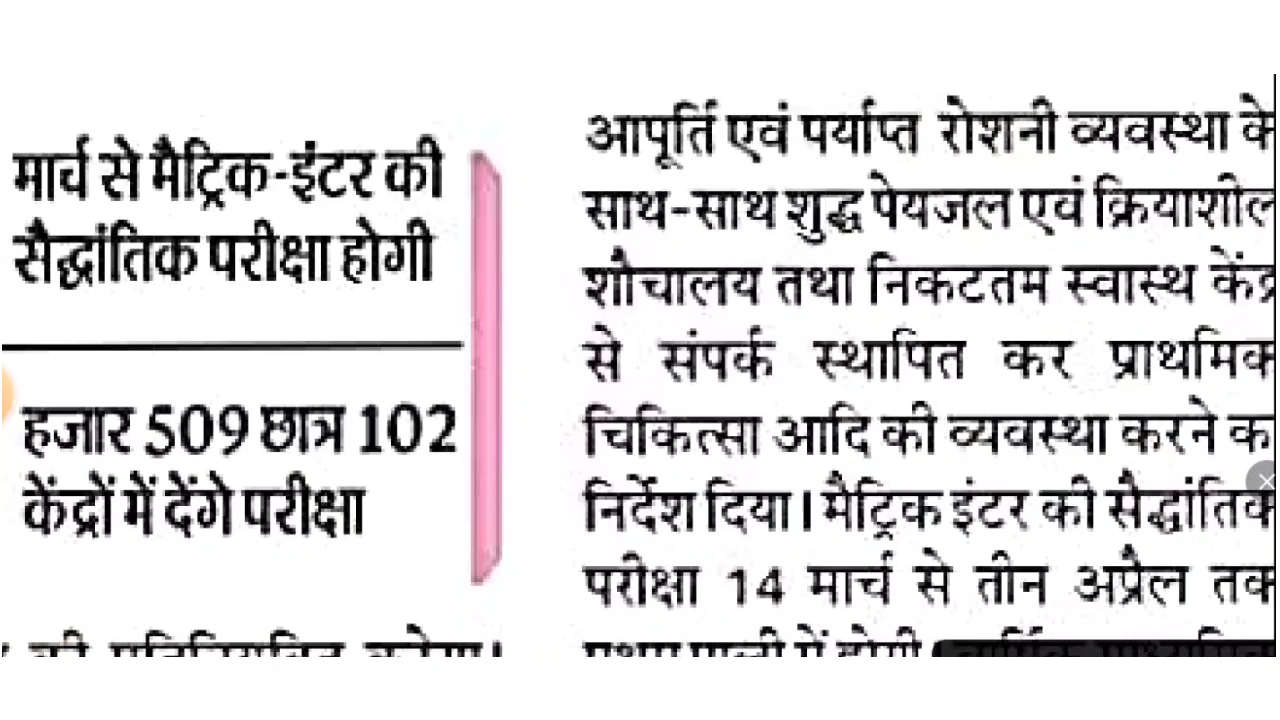 मार्च से मैट्रिक-इंटर की
सैद्धांतिक परीक्षा होगी
हजार 509 छात्र 102
केंद्रों में देंगे परीक्षा
आपूर्ति एवं पर्याप्त रोशनी व्यवस्था के
साथ-साथ शुद्ध पेयजल एवं क्रियाशील
शौचालय तथा निकटतम स्वास्थ केंद्र
से संपर्क स्थापित कर प्राथमिक
चिकित्सा आदि की व्यवस्था करने का
निर्देश दिया। मैट्रिक इंटर की सैद्धांतिक
परीक्षा 14 मार्च से तीन अप्रैल तक